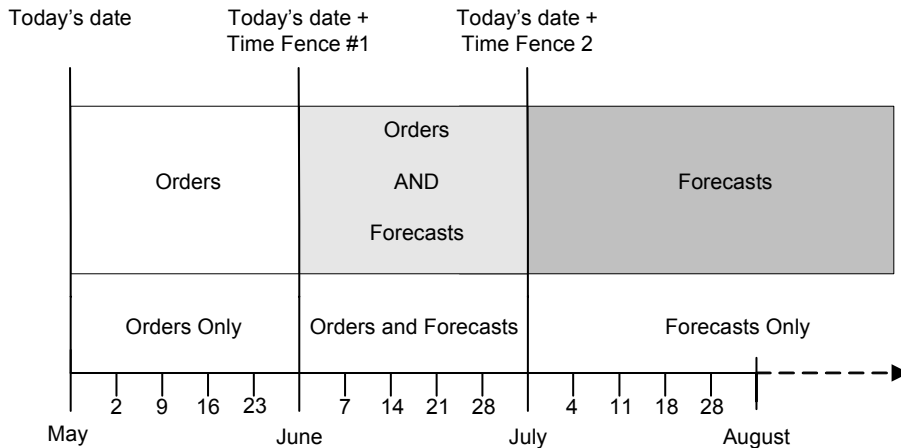 Today's date
Today's date +
Time Fence #1
Today's date +
Time Fence 2
Orders
Orders
AND
Forecasts
Forecasts
Orders Only
Orders and Forecasts
Forecasts Only
2
9
16
23
7
14
21
28
4
11
18
28
May
June
July
August